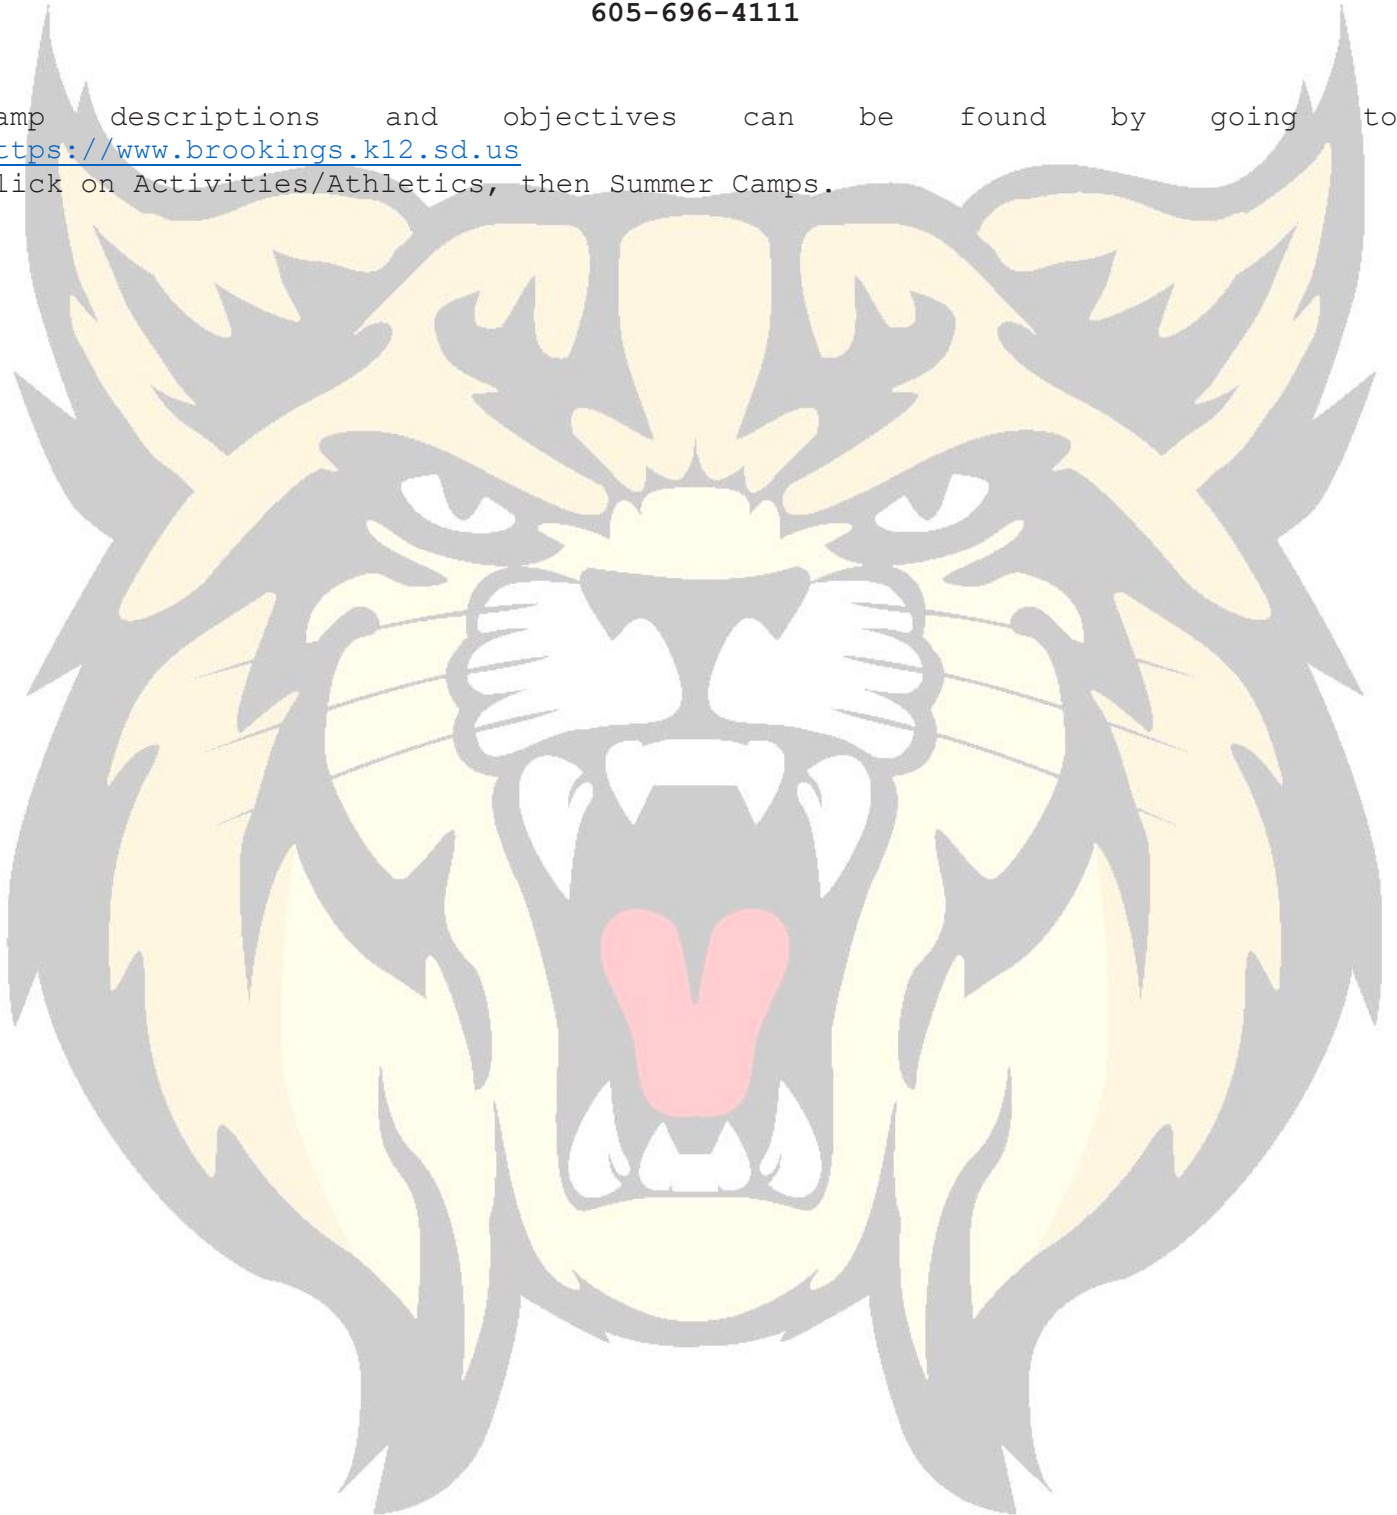 605-696-4111
amp descriptions and objectives can be found by going to
ttps://www.brookings.k12.sd.us
lick on Activities/Athletics, then Summer Camps.